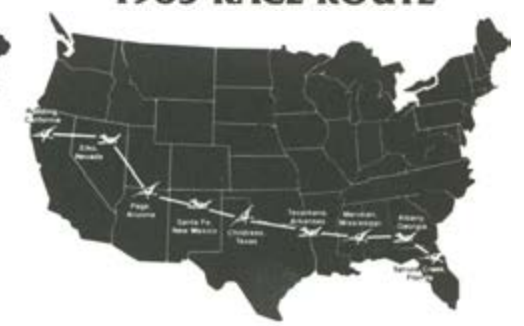 1985 RACE ROUTE
Redding,
California
Elko,
Nevada
Page,
Arizona
Santa Fe,
New Mexico
Childress,
Texas
Texarkana,
Arkansas
Meridian,
Mississippi
Albany,
Georgia
Spruce Creek,
Florida